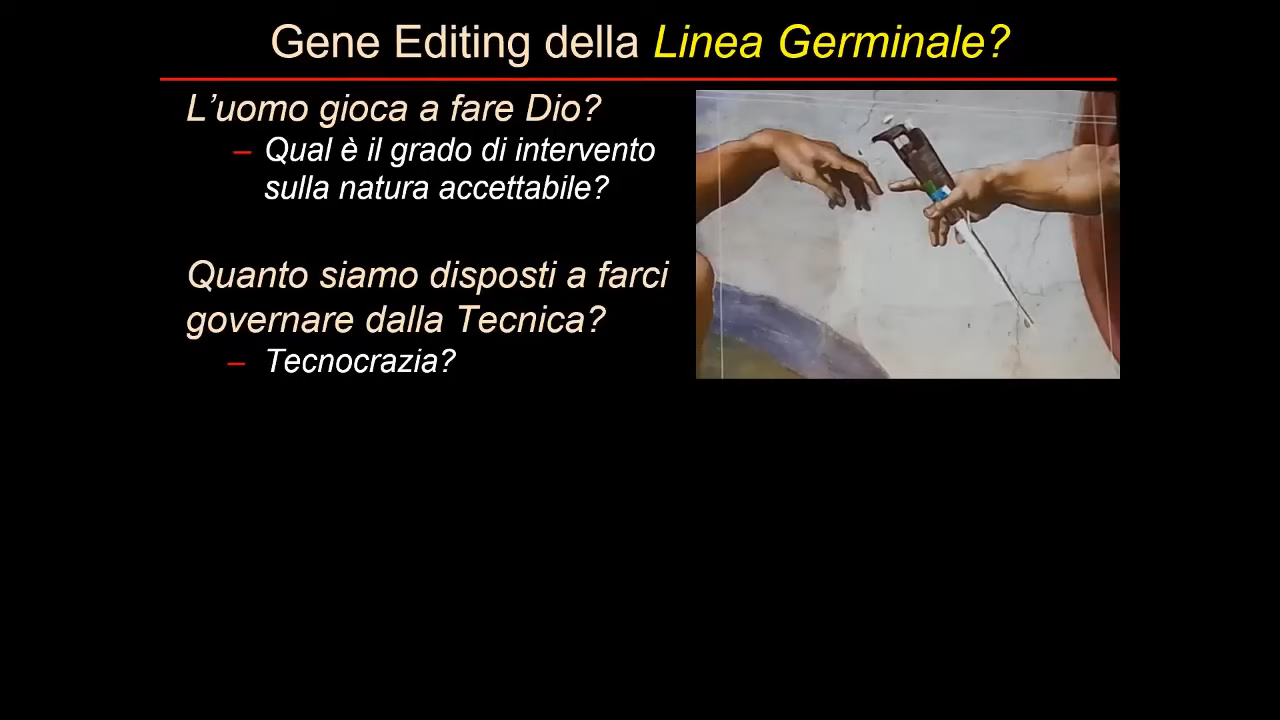 Gene Editing della Linea Germinale?
L’uomo gioca a fare Dio?
– Qual è il grado di intervento
sulla natura accettabile?
Quanto siamo disposti a farci
governare dalla Tecnica?
– Tecnocrazia?